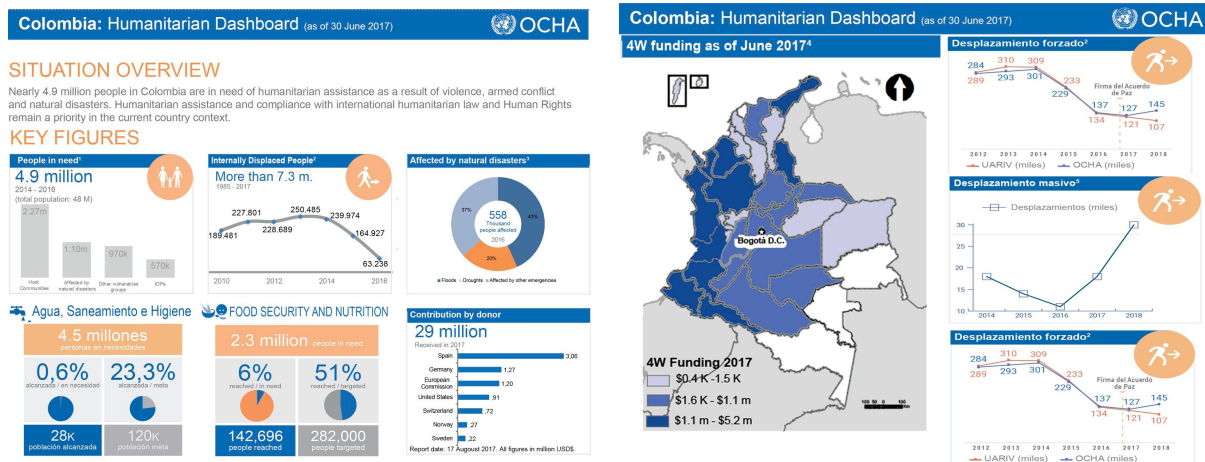 Colombia: Humanitarian Dashboard (as of 30 June 2017)
OCHA
SITUATION OVERVIEW
Nearly 4.9 million people in Colombia are in need of humanitarian assistance as a result of violence, armed conflict
and natural disasters. Humanitarian assistance and compliance with international humanitarian law and Human Rights
remain a priority in the current country context.
KEY FIGURES
People in need¹
4.9 million
2014 - 2016
(total population: 48 M)
2.27m
1.10m
970k
570k
Host
Communities
Affected by
natural disasters
Other vulnerables
groups
IDPs
Internally Displaced People²
More than 7.3 m.
1985 - 2017
189.481
227.801
228.689
250.485
239.974
164.927
63.238
2010 2012 2012 2014 2016
Affected by natural disasters³
37%
43%
20%
558
Thousand
people affected
2016
Floods Droughts Affected by other emergencies
Agua, Saneamiento e Higiene
4.5 millones
personas en necesidades
0,6%
alcanzada / en necesidad
23,3%
alcanzada / meta
28K
población alcanzada
120K
población meta
FOOD SECURITY AND NUTRITION
2.3 million people in need
6%
reached / in need
51%
reached / targeted
142,696
people reached
282,000
people targeted
Contribution by donor
29 million
Received in 2017
Spain 3,06
Germany 1,27
European
Commission 1,20
United States ,91
Switzerland ,72
Norway ,27
Sweden ,22
Report date: 17 Augoust 2017. All figures in million USD$
Colombia: Humanitarian Dashboard (as of 30 June 2017)
OCHA
4W funding as of June 2017⁴
Bogotá D.C.
4W Funding 2017
$0.4 K -1.5 K
$1.6 K - $1.1 m
$1.1 m - $5.2 m
100 50 0 100
Km
Desplazamiento forzado²
284 310 309
289 293 301
233
229
Firma del Acuerdo
de Paz
137 127 145
134 121 107
2012 2013 2014 2015 2016 2017 2018
UARIV (miles) OCHA (miles)
Desplazamiento masivo⁵
Desplazamientos (miles)
30
25
20
15
10
2014 2015 2016 2017 2018
Desplazamiento forzado²
284 310 309
289 293 301
233
229
Firma del Acuerdo
de Paz
137 127 145
134 121 107
2012 2013 2014 2015 2016 2017 2018
UARIV (miles) OCHA (miles)